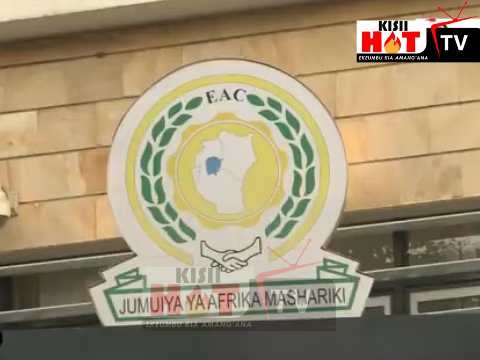 KISII
HOT TV
EKEUMBU KIA AMANG'ANA
EAC
KISII
HOT TV
JUMUIYA YA AFRIKA MASHARIKI
EKEUMBU KIA AMANG'ANA